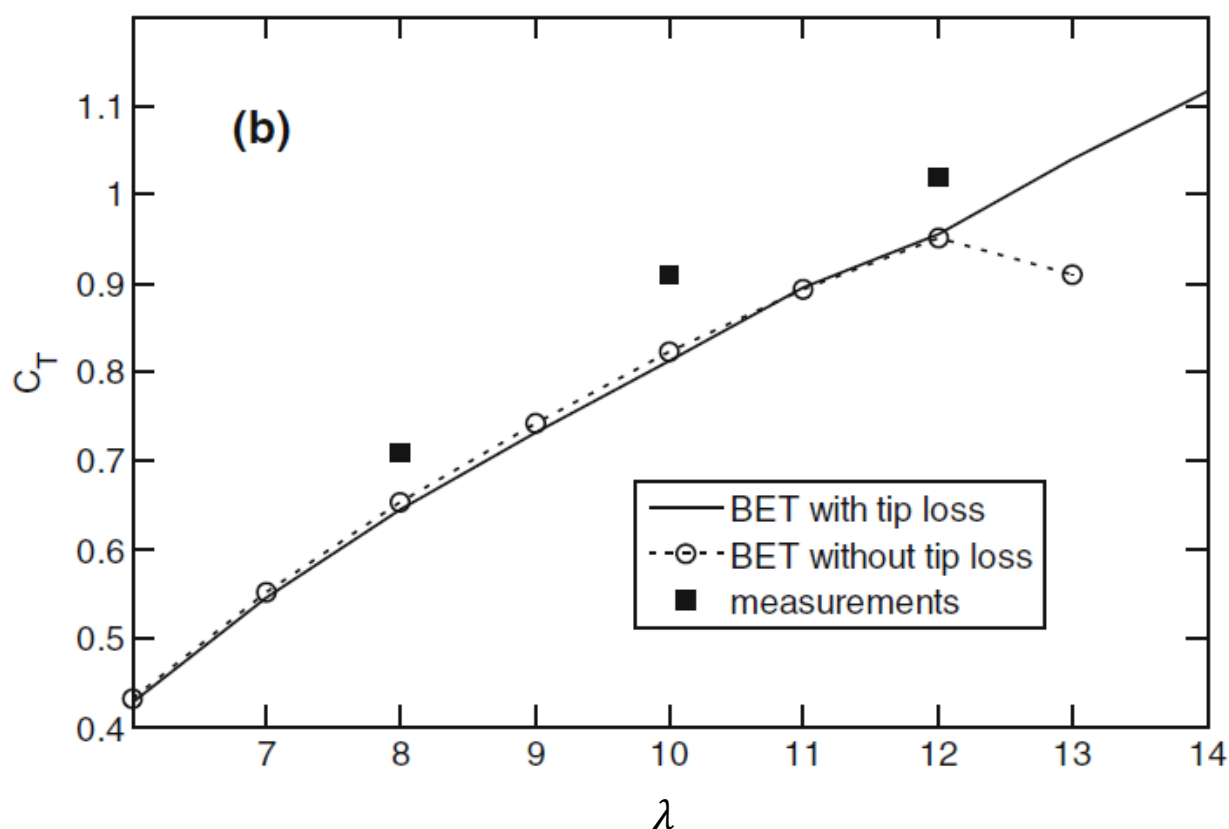 (b)
1.1
1
0.9
0.8
0.7
0.6
0.5
0.4
C_T
BET with tip loss
BET without tip loss
measurements
7 8 9 10 11 12 13 14
λ